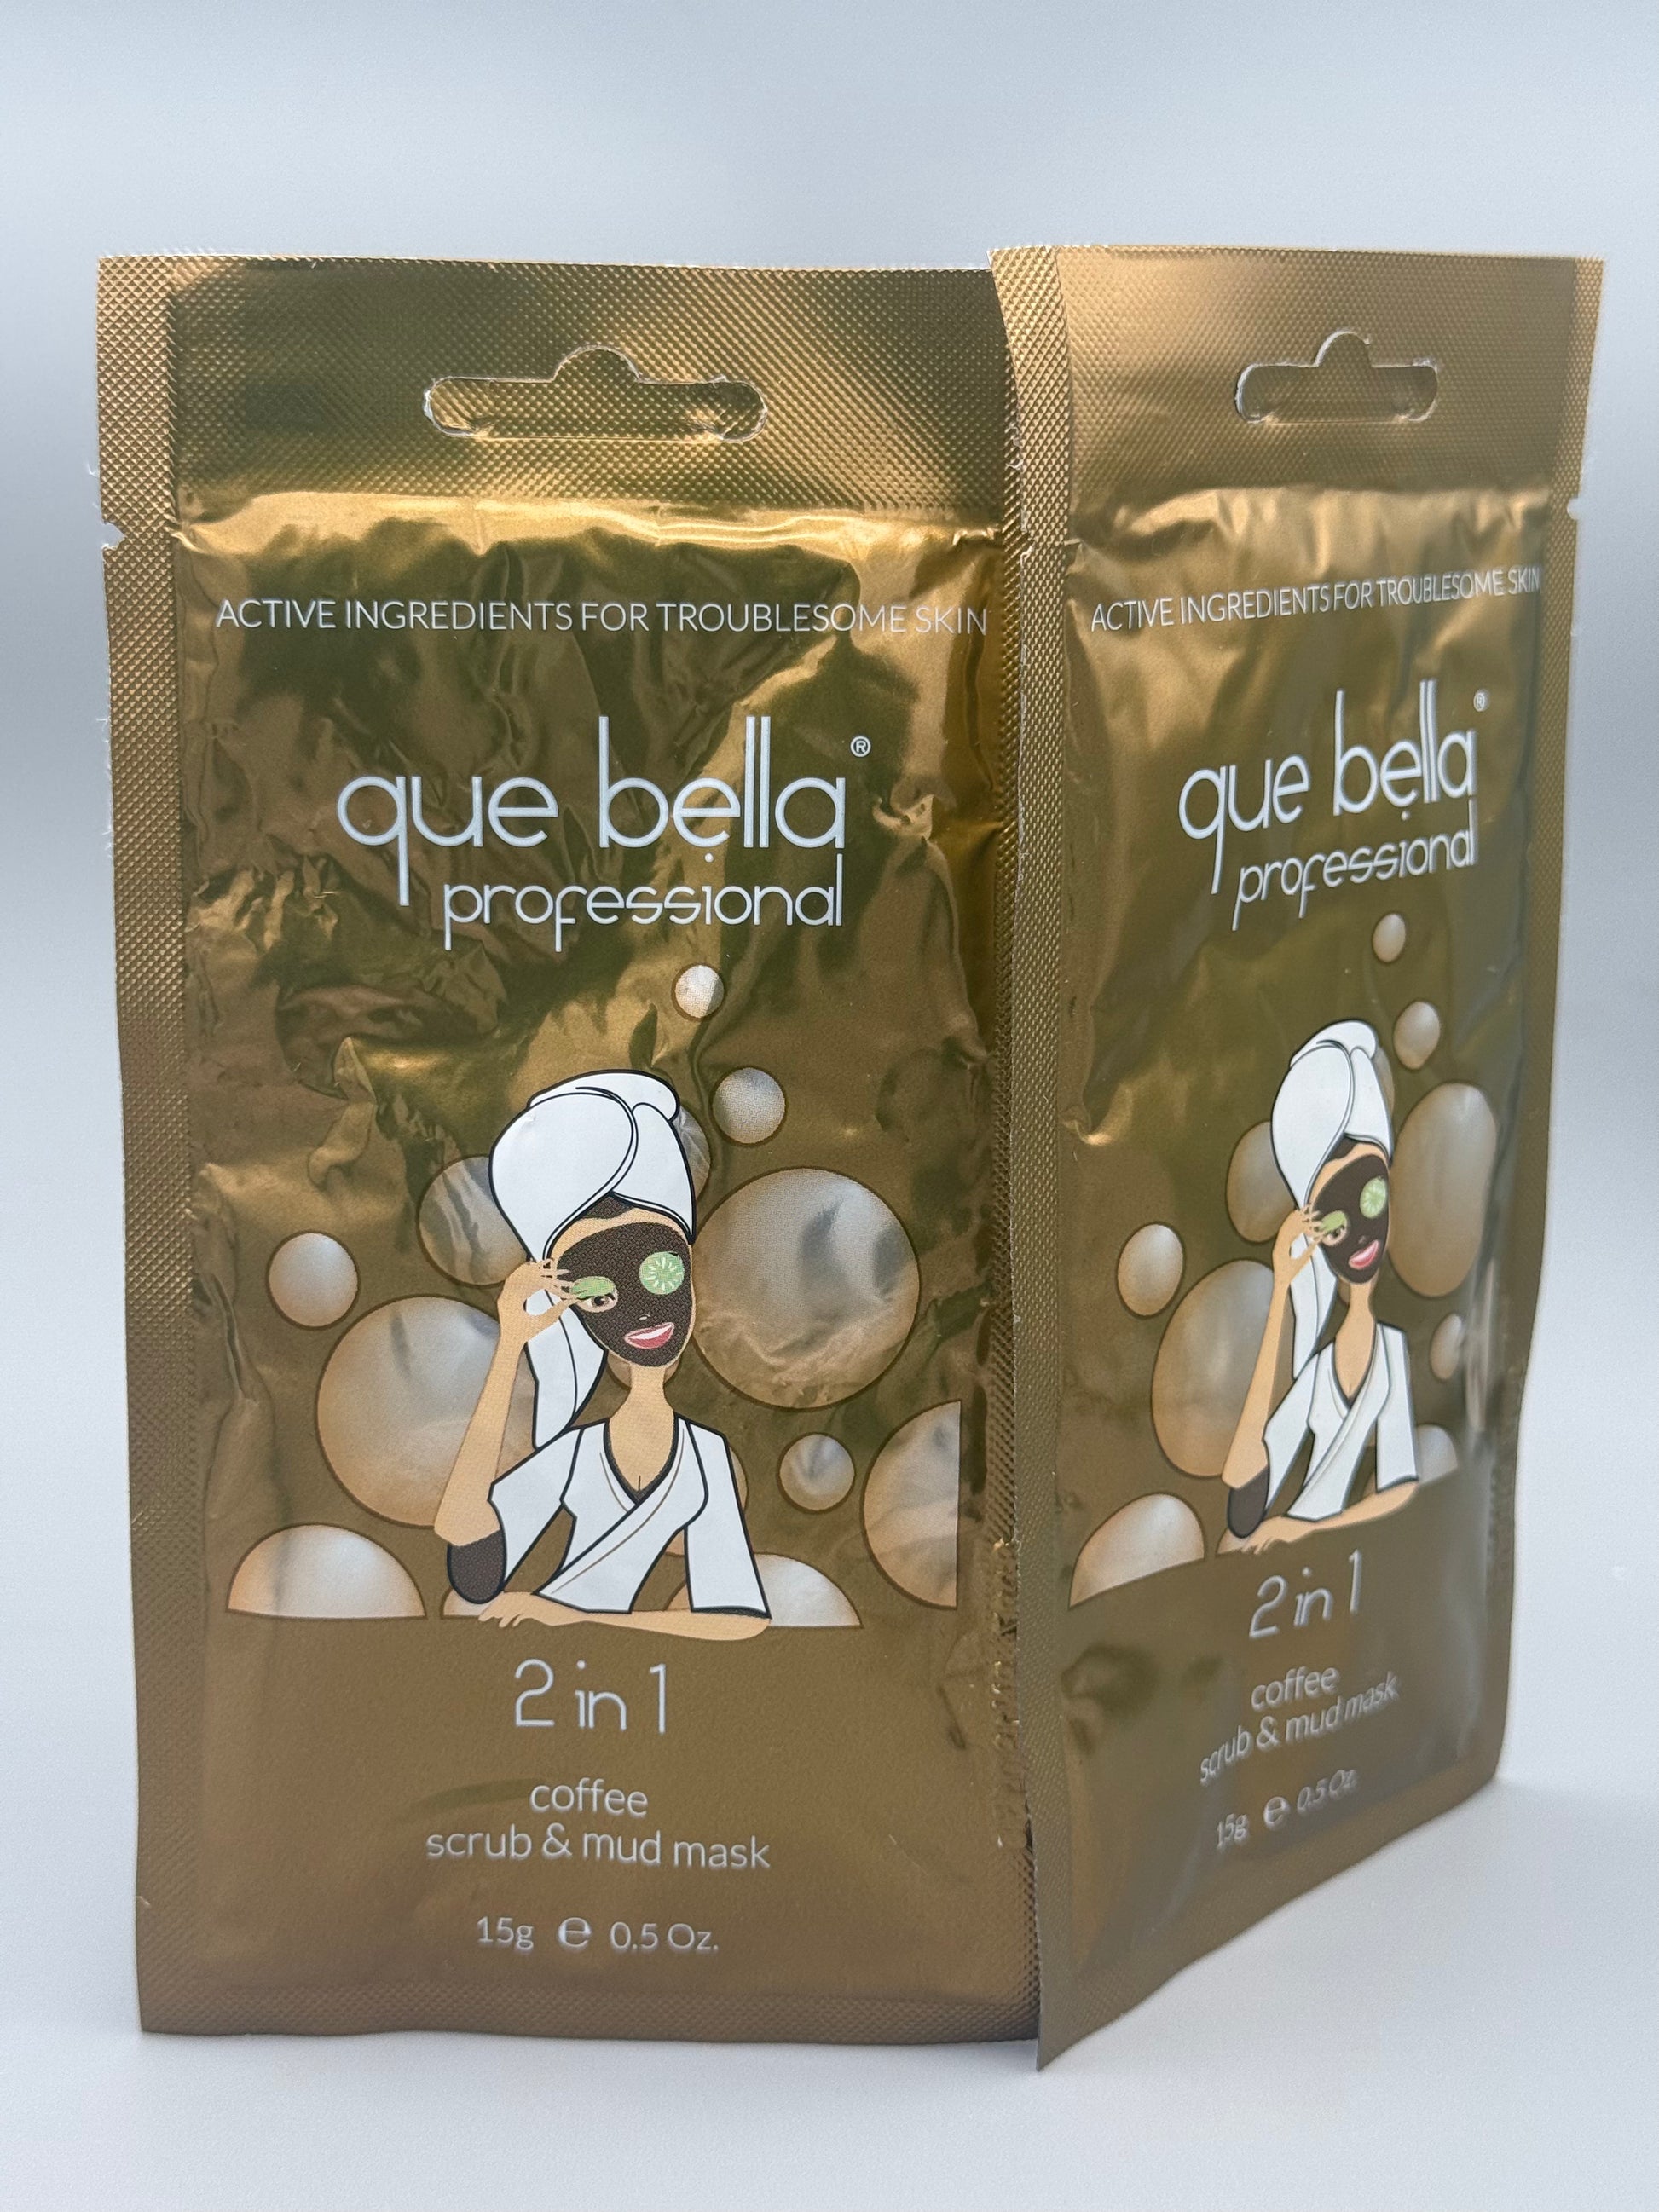 ACTIVE INGREDIENTS FOR TROUBLESOME SKIN
que bella®
professional
2 in 1
coffee
scrub & mud mask
15g ℮ 0.5 Oz.
ACTIVE INGREDIENTS FOR TROUBLESOME SKIN
que bella®
professional
2 in 1
coffee
scrub & mud mask
15g ℮ 0.5 Oz.